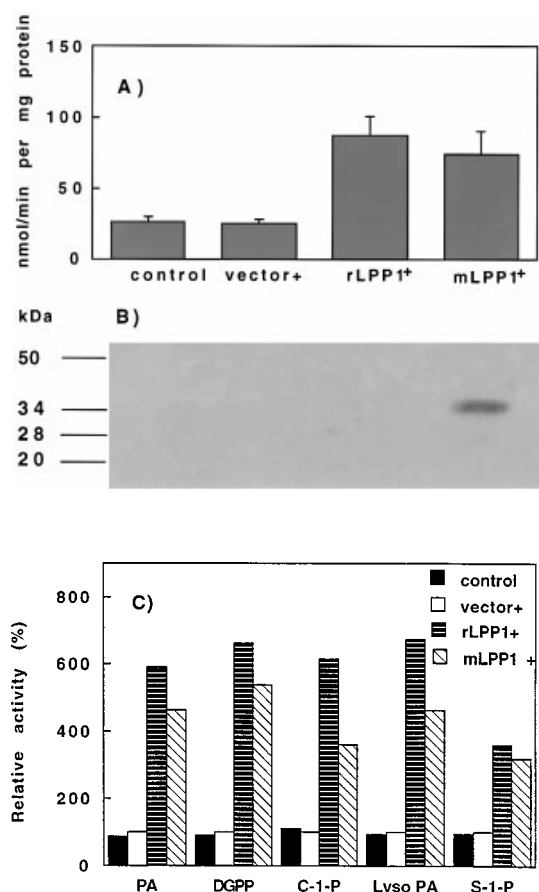 nmol/min per mg protein
150
100
50
0
A)
control vector+ rLPP1+ mLPP1+
kDa
B)
50
34
28
20
Relative activity (%)
800
600
400
200
0
C)
control
vector+
rLPP1+
mLPP1 +
PA DGPP C-1-P Lyso PA S-1-P